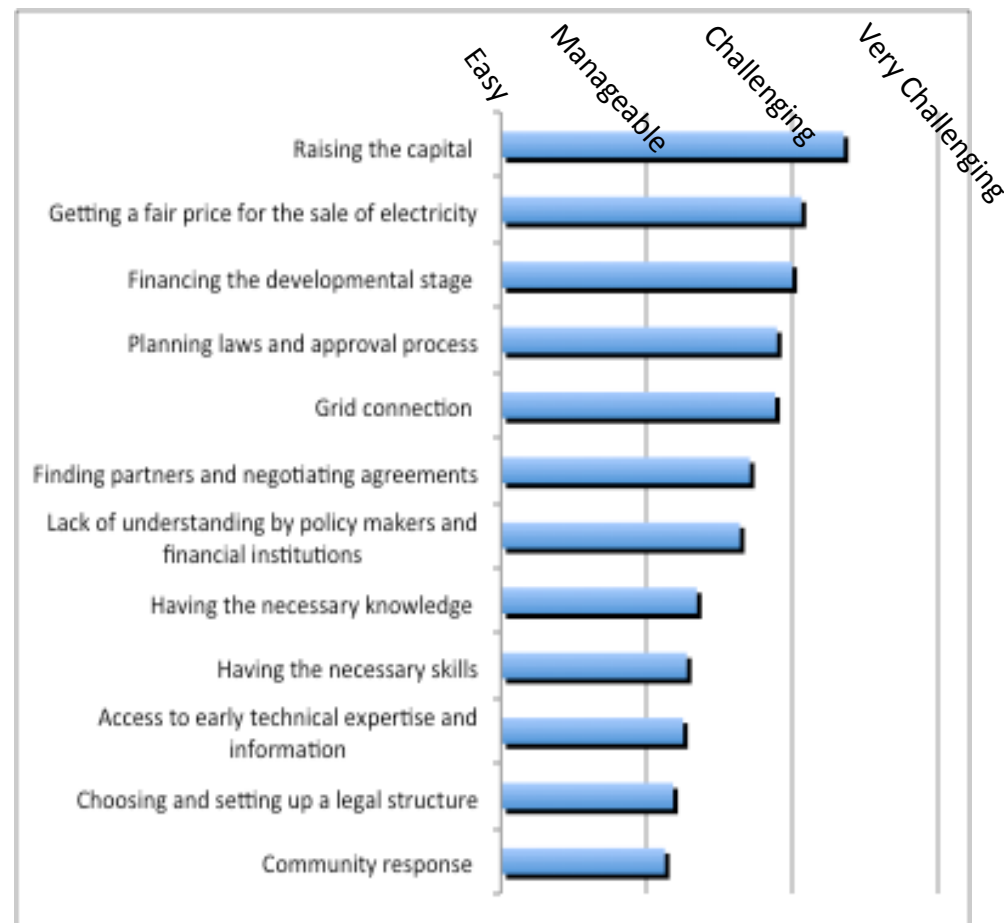 Easy
Manageable
Challenging
Very Challenging
Raising the capital
Getting a fair price for the sale of electricity
Financing the developmental stage
Planning laws and approval process
Grid connection
Finding partners and negotiating agreements
Lack of understanding by policy makers and
financial institutions
Having the necessary knowledge
Having the necessary skills
Access to early technical expertise and
information
Choosing and setting up a legal structure
Community response